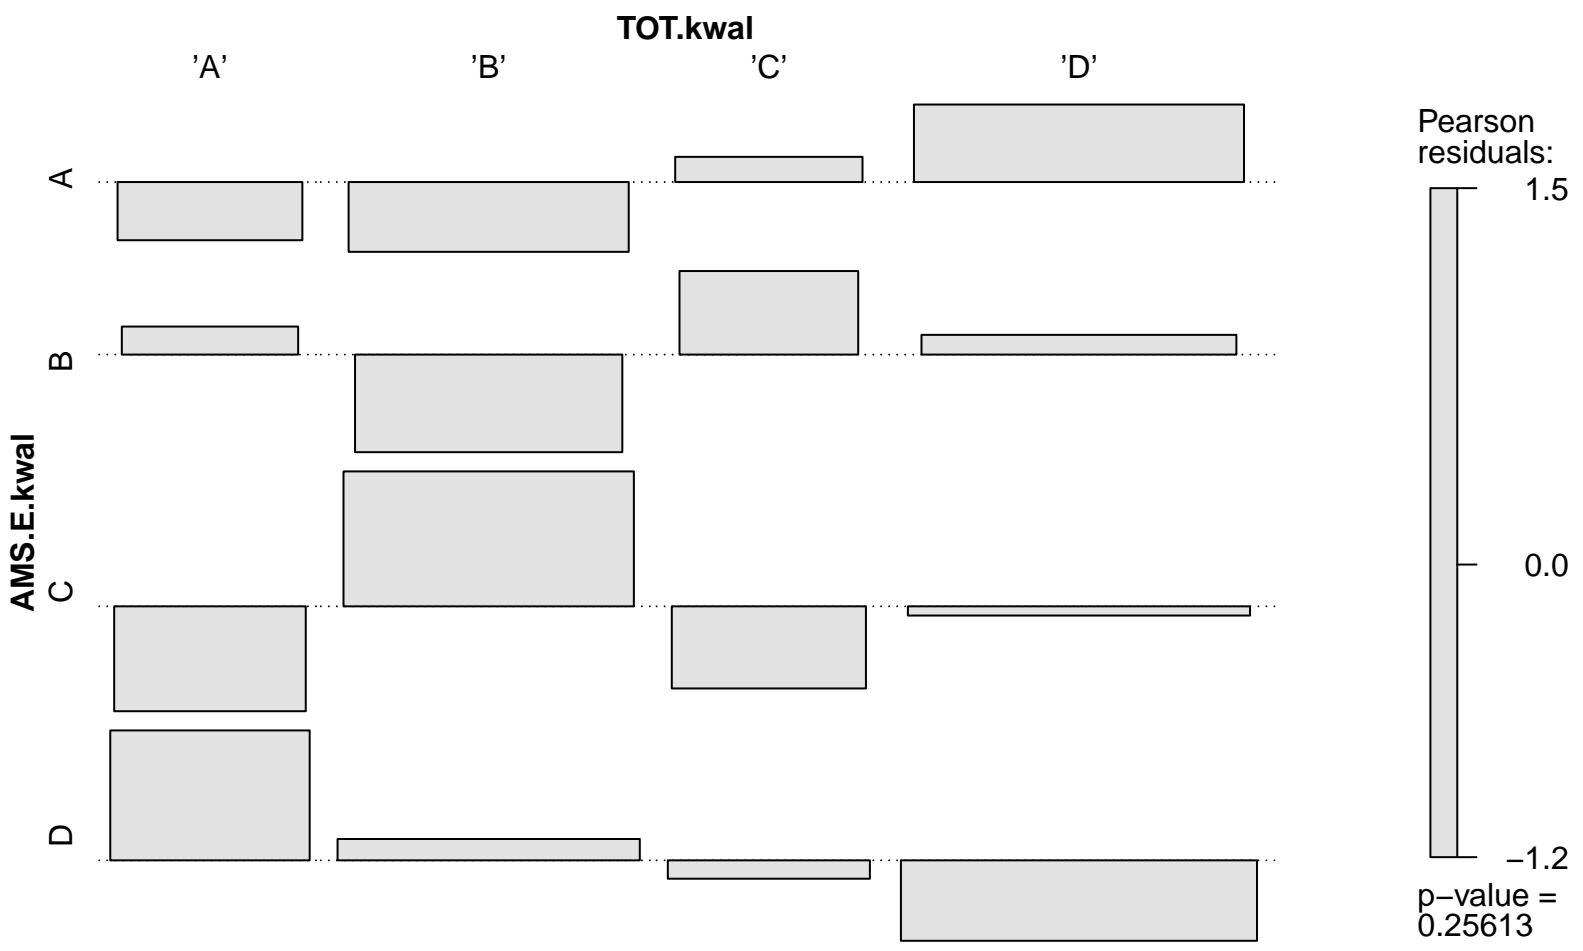 TOT.kwal
’A’ ’B’ ’C’ ’D’
AMS.E.kwal
A
B
C
D
Pearson
residuals:
1.5
0.0
−1.2
p−value =
0.25613